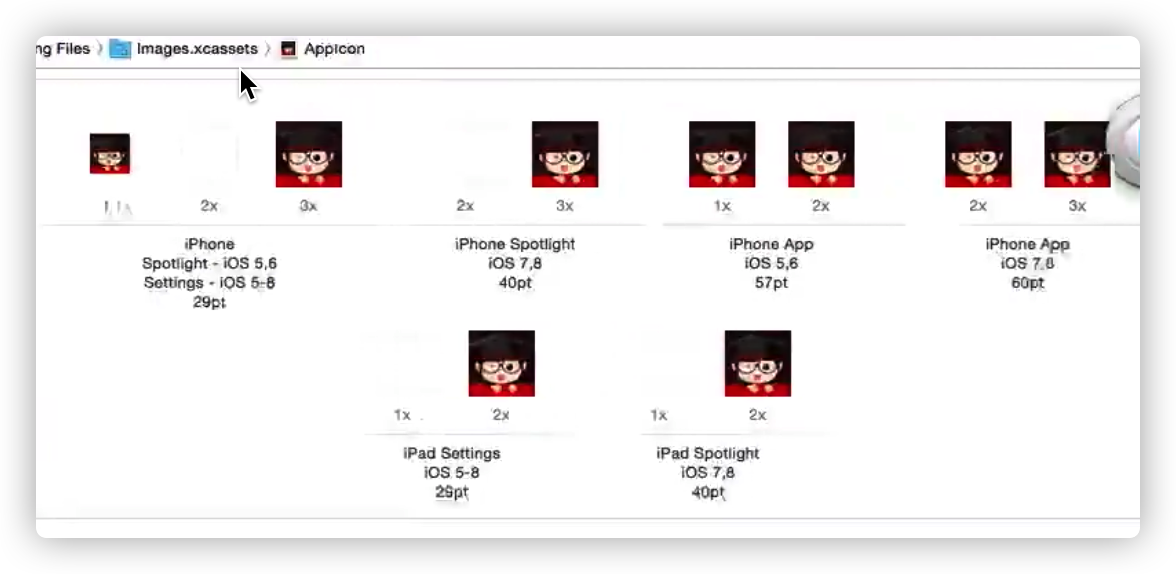 ng Files 〉 Images.xcassets 〉 AppIcon
1x 2x 3x 2x 3x 1x 2x 2x 3x
iPhone
Spotlight - iOS 5,6
Settings - iOS 5-8
29pt
iPhone Spotlight
iOS 7,8
40pt
iPhone App
iOS 5,6
57pt
iPhone App
iOS 7,8
60pt
1x 2x 1x 2x
iPad Settings
iOS 5-8
29pt
iPad Spotlight
iOS 7,8
40pt